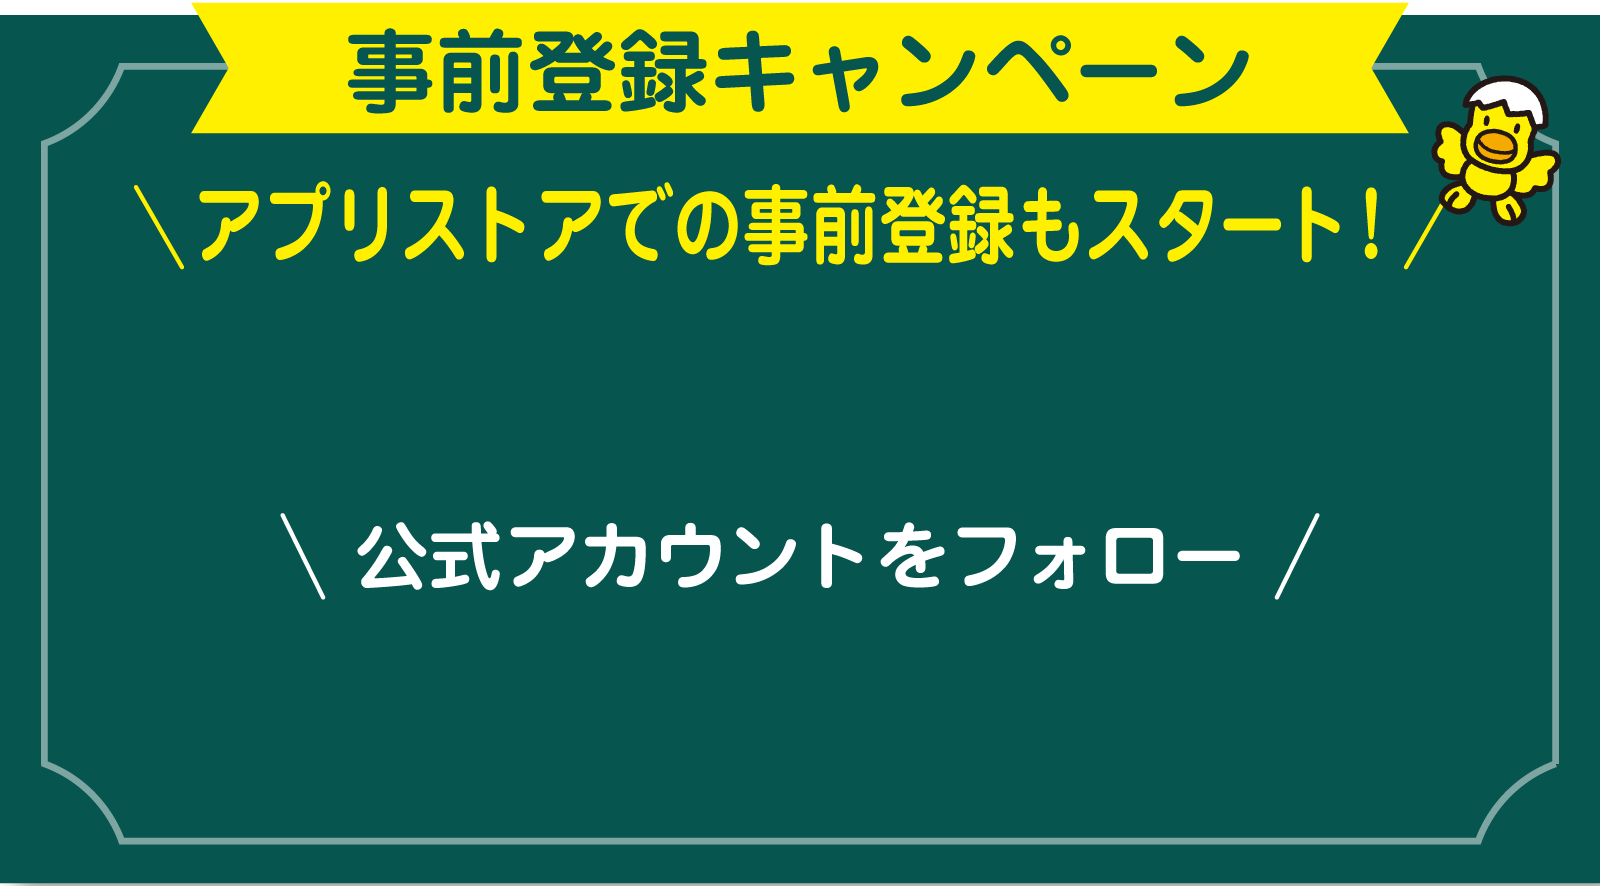 事前登録キャンペーン
アプリストアでの事前登録もスタート!
公式アカウントをフォロー